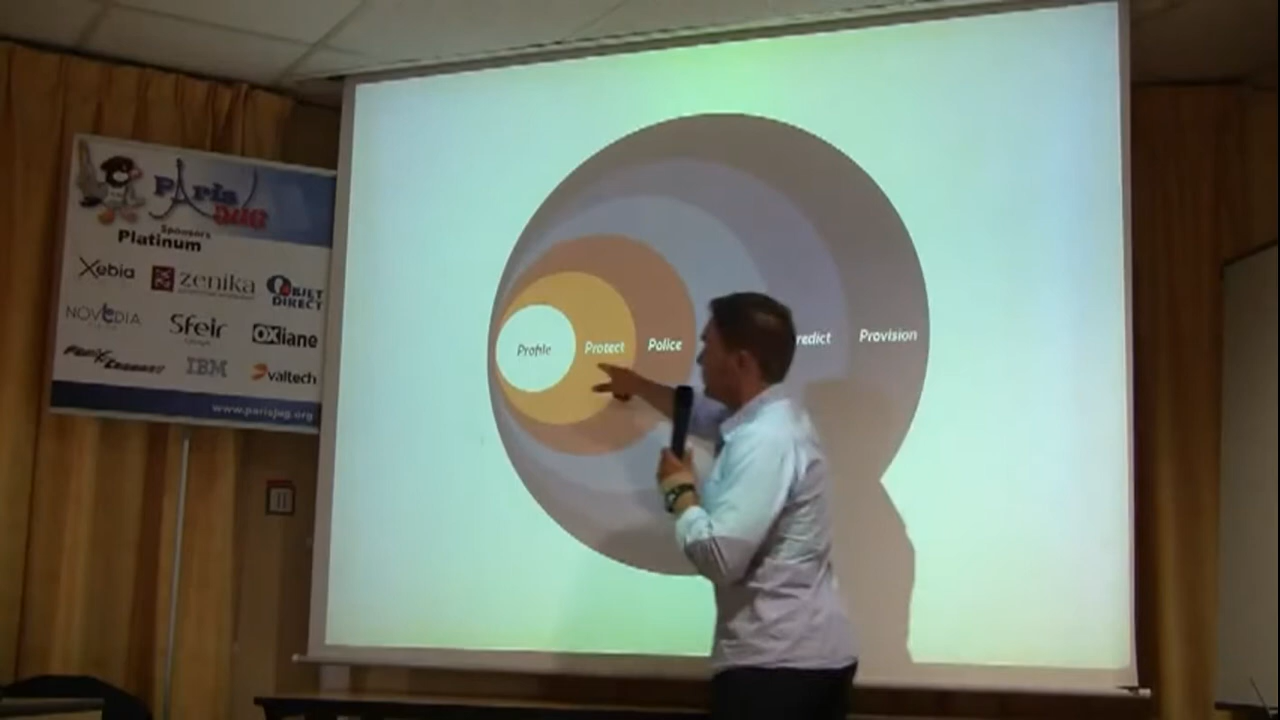 Paris
JUG
Sponsors
Platinum
Xebia
zenika
OBJET
DIRECT
NOVEDIA
Sfeir
OXiane
IBM
valtech
www.parisjug.org
Profile
Protect
Police
redict
Provision